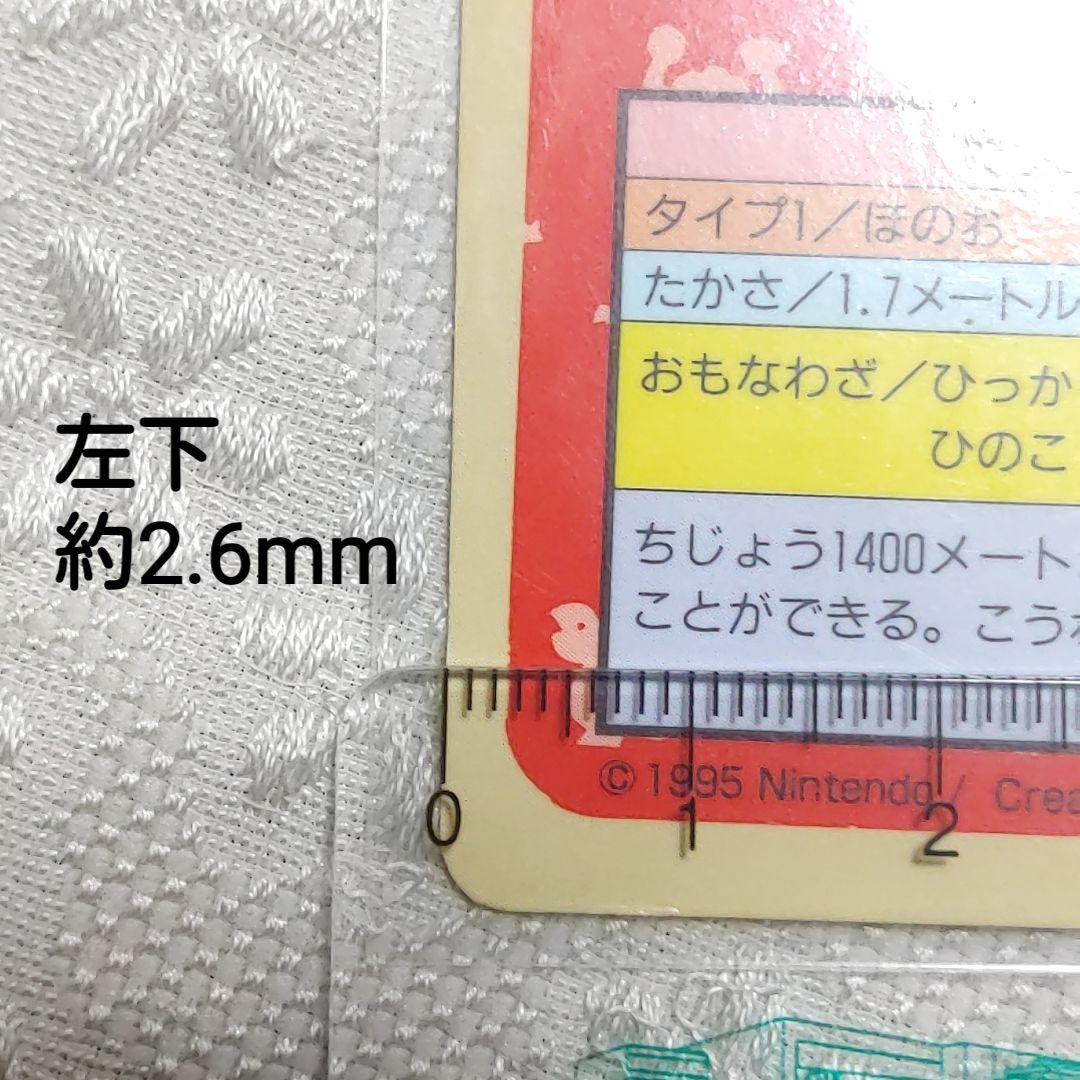 タイプ1／ほのお
たかさ／1.7メートル
おもなわざ／ひっか
ひのこ
左下
約2.6mm
ちじょう1400メート
ことができる。こう
© 1995 Nintendo / Crea
0 1 2